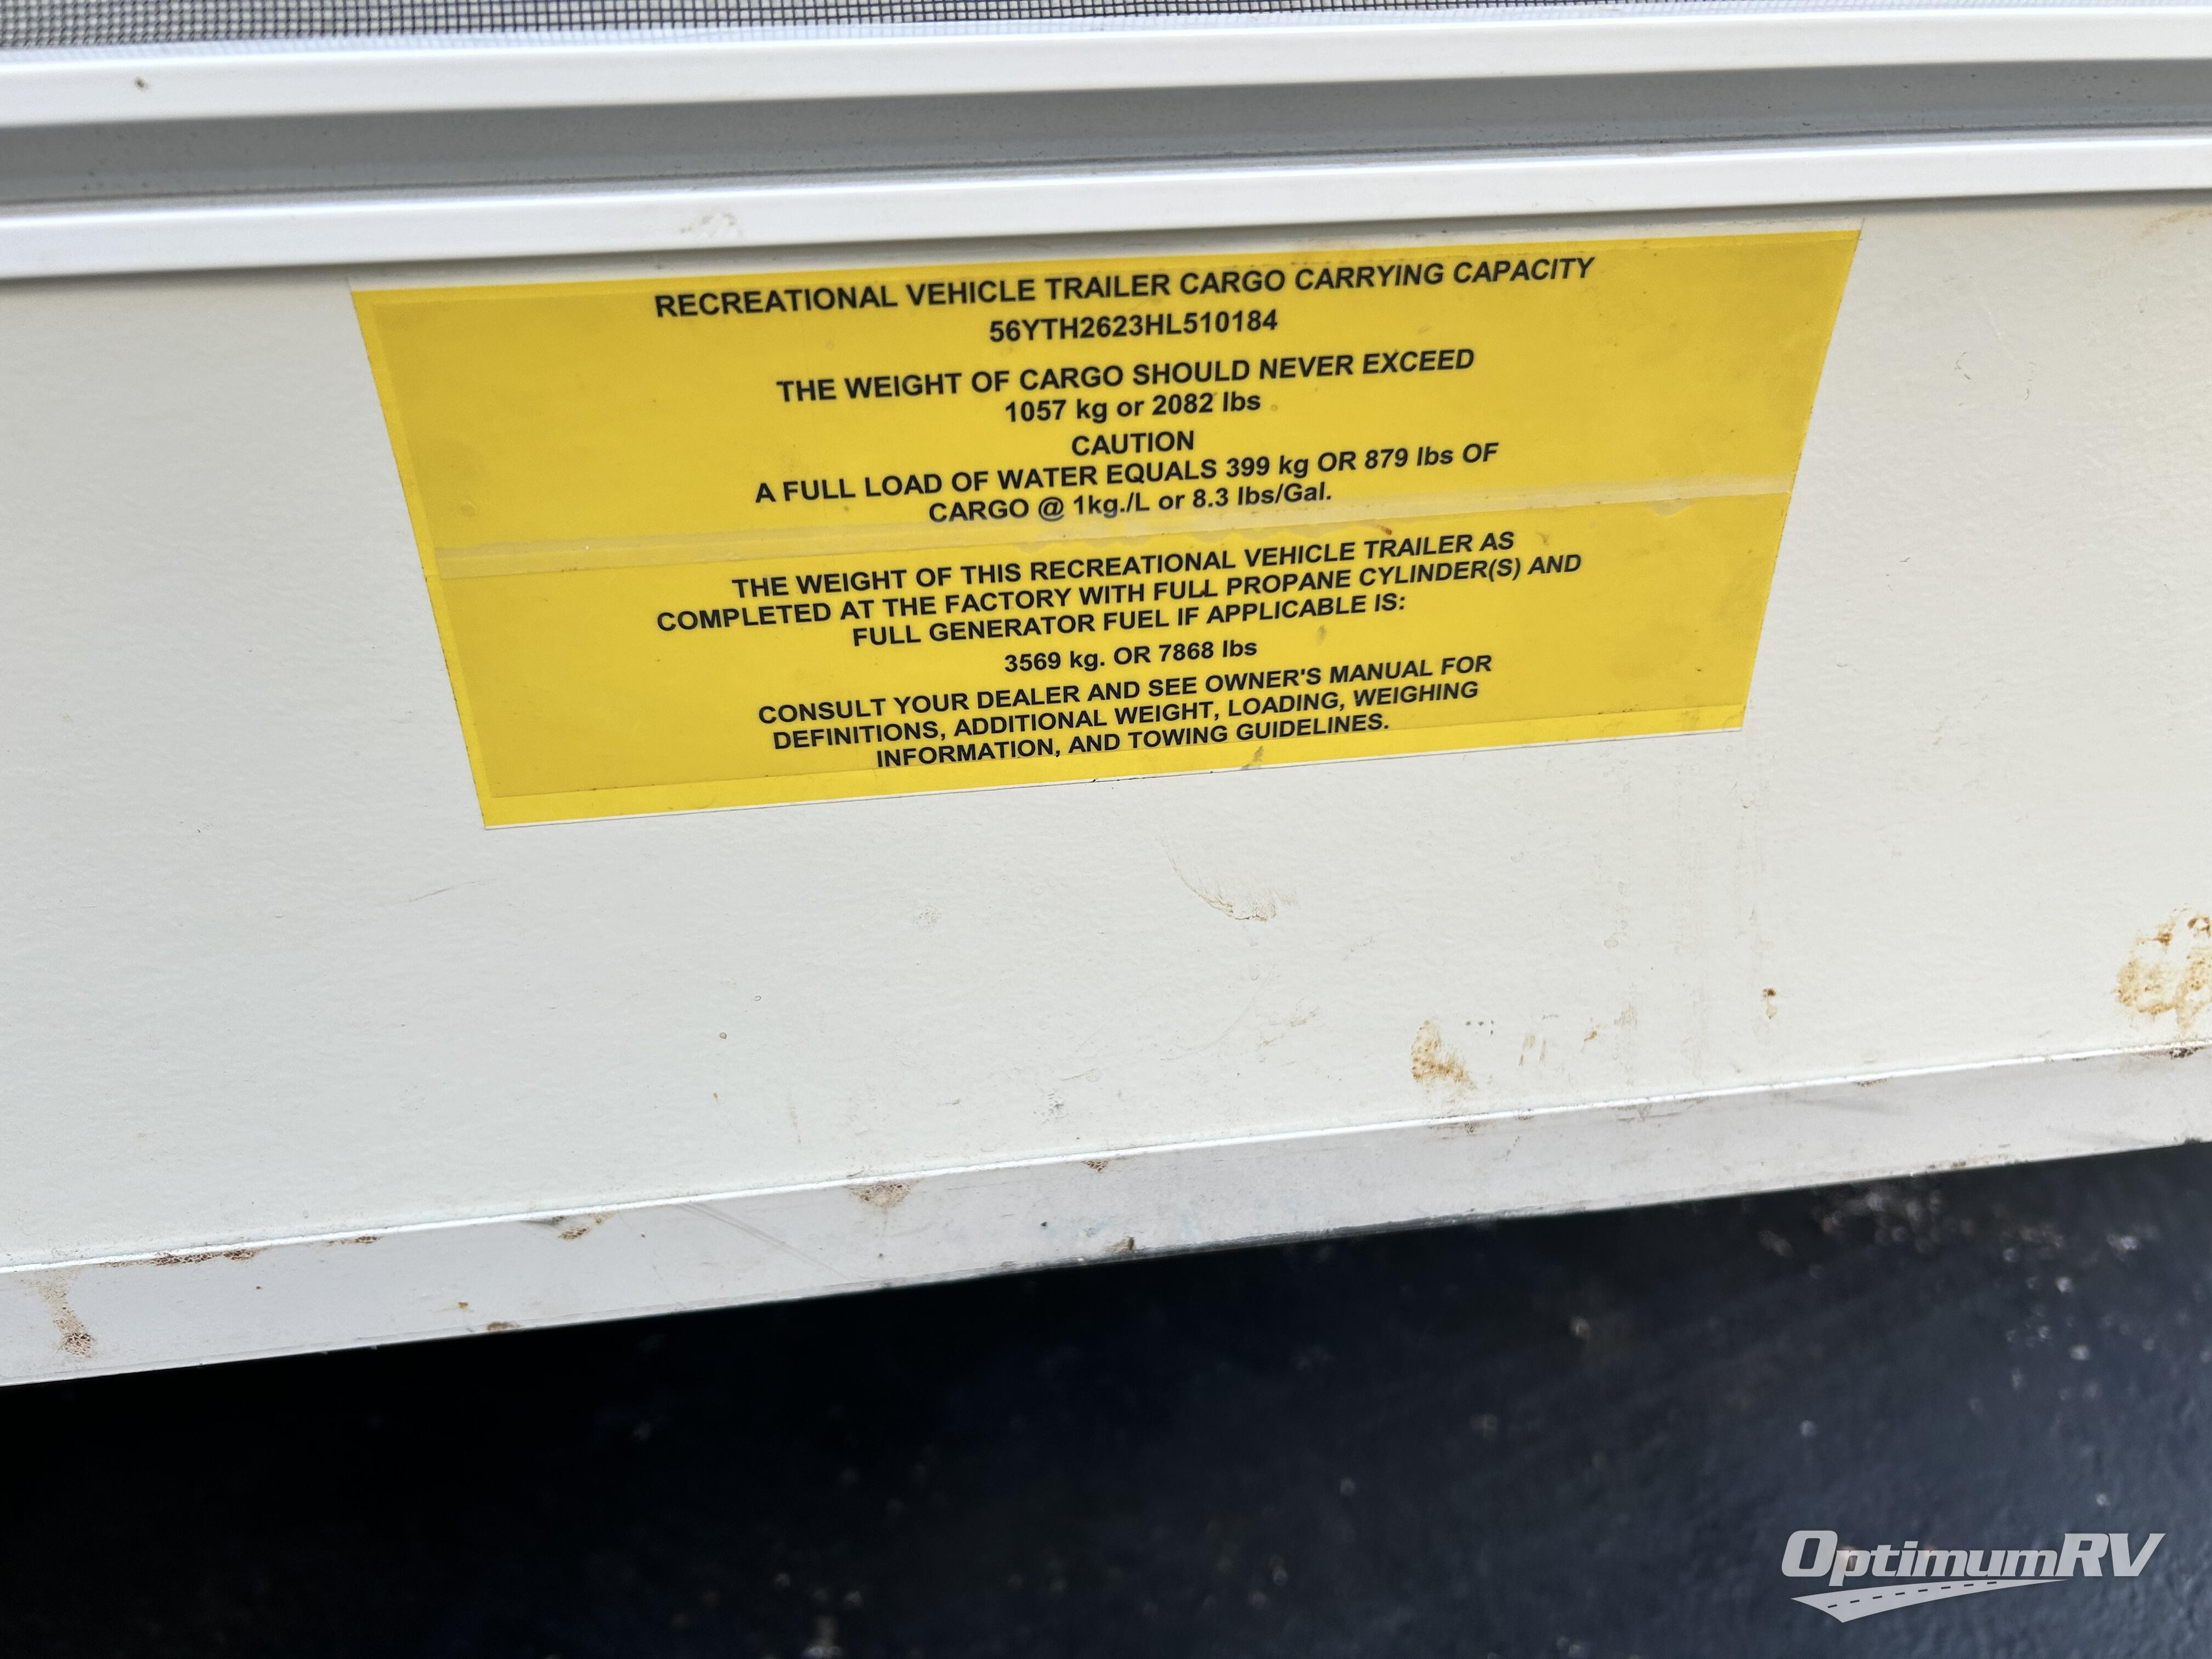 RECREATIONAL VEHICLE TRAILER CARGO CARRYING CAPACITY
56YTH2623HL510184
THE WEIGHT OF CARGO SHOULD NEVER EXCEED
1057 kg or 2082 lbs
CAUTION
A FULL LOAD OF WATER EQUALS 399 kg OR 879 lbs OF
CARGO @ 1kg./L or 8.3 lbs/Gal.
THE WEIGHT OF THIS RECREATIONAL VEHICLE TRAILER AS
COMPLETED AT THE FACTORY WITH FULL PROPANE CYLINDER(S) AND
FULL GENERATOR FUEL IF APPLICABLE IS:
3569 kg. OR 7868 lbs
CONSULT YOUR DEALER AND SEE OWNER'S MANUAL FOR
DEFINITIONS, ADDITIONAL WEIGHT, LOADING, WEIGHING
INFORMATION, AND TOWING GUIDELINES.
OptimumRV